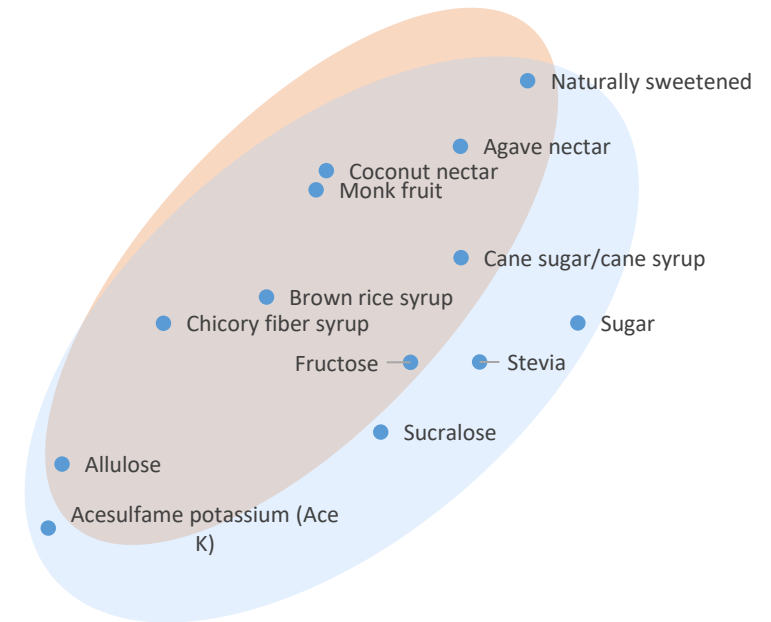 Naturally sweetened
Agave nectar
Coconut nectar
Monk fruit
Cane sugar/cane syrup
Brown rice syrup
Chicory fiber syrup
Sugar
Fructose
Stevia
Sucralose
Allulose
Acesulfame potassium (Ace
K)